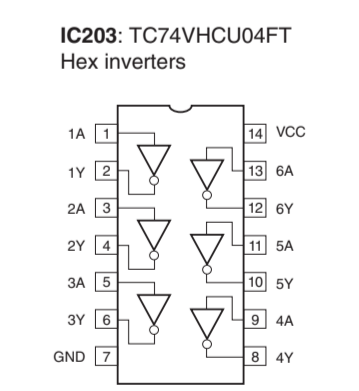 IC203: TC74VHCU04FT
Hex inverters
1A 1 14 VCC
1Y 2 13 6A
2A 3 12 6Y
2Y 4 11 5A
3A 5 10 5Y
3Y 6 9 4A
GND 7 8 4Y